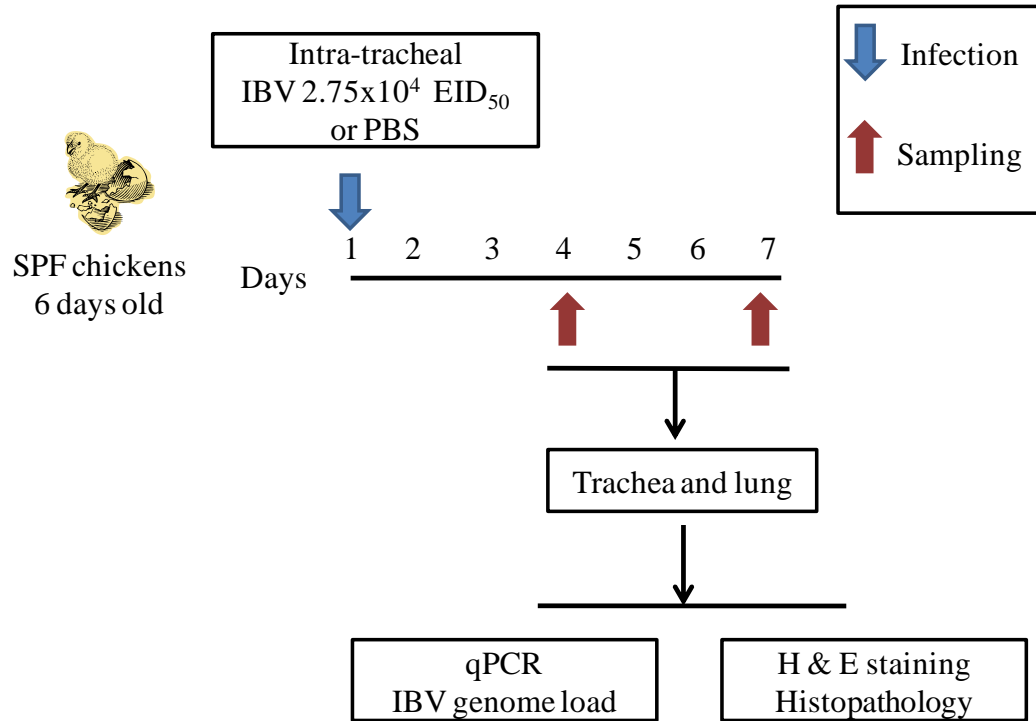 Intra-tracheal
IBV 2.75x10⁴ EID₅₀
or PBS
Infection
Sampling
SPF chickens
6 days old
Days
1 2 3 4 5 6 7
Trachea and lung
qPCR
IBV genome load
H & E staining
Histopathology